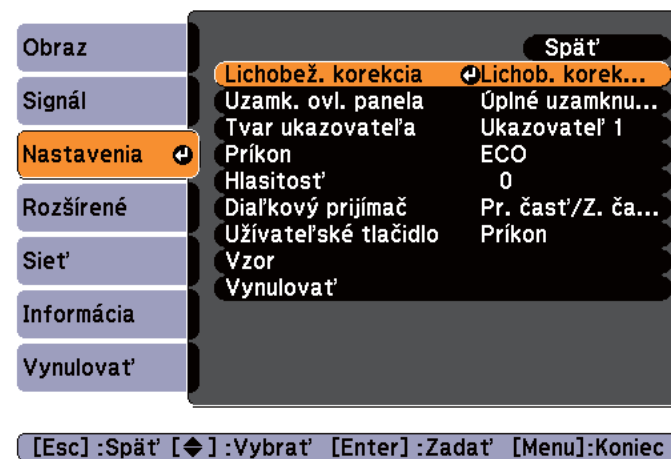 Obraz
Signál
Nastavenia
Rozšírené
Sieť
Informácia
Vynulovať
Späť
Lichobež. korekcia Lichob. korek...
Uzamk. ovl. panela Úplné uzamknu...
Tvar ukazovateľa Ukazovateľ 1
Príkon ECO
Hlasitosť 0
Diaľkový prijímač Pr. časť/Z. ča...
Užívateľské tlačidlo Príkon
Vzor
Vynulovať
[Esc] :Späť [◆] :Vybrať [Enter] :Zadať [Menu]:Koniec